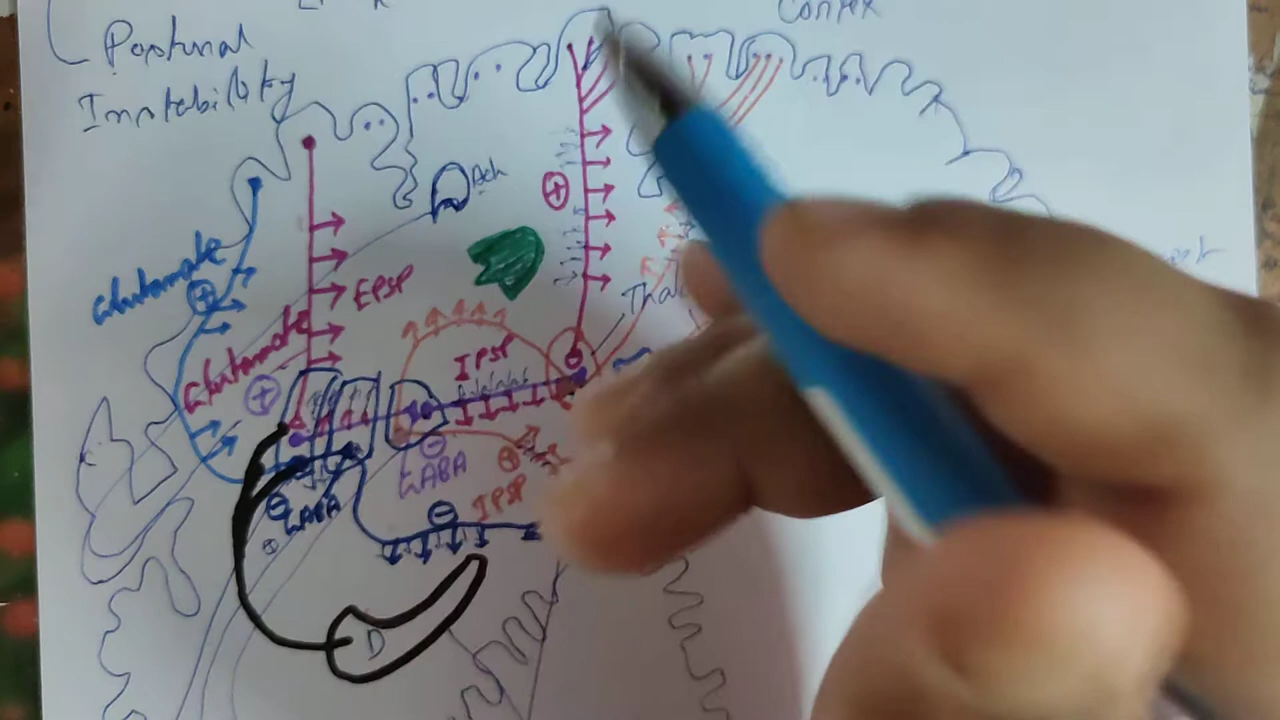 Postural
Instability
Cortex
Ach
Glutamate
EPSP
Glutamate
IPSP
Thal
GABA
GABA
IPSP
D